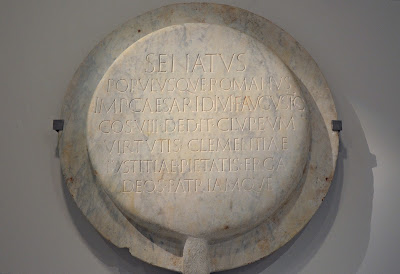 SENATVS
POPVLVSQVE ROMANVS
IMP CAESARI DIVI F AVGVSTO
COS VIII DEDIT CLVPEVM
VIRTVTIS CLEMENTIAE
IVSTITIAE PIETATIS ERGA
DEOS PATRIAMQVE